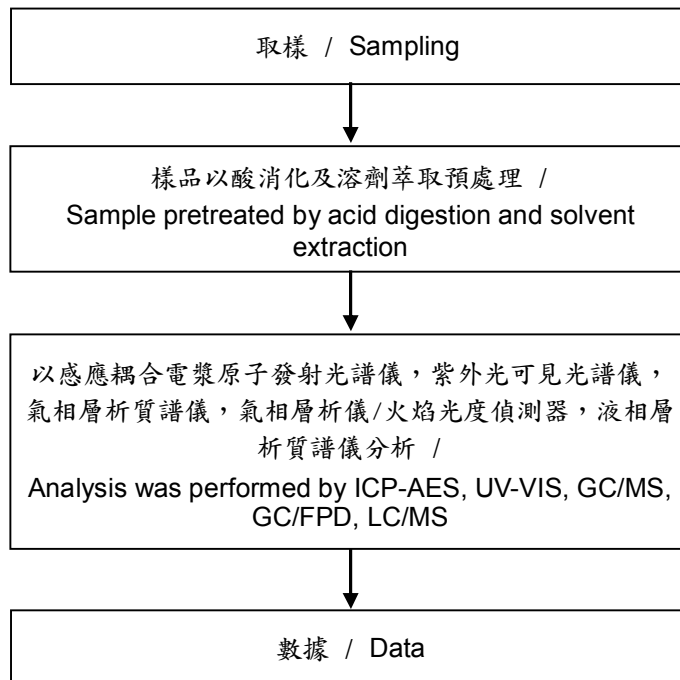 取樣 / Sampling
樣品以酸消化及溶劑萃取預處理 /
Sample pretreated by acid digestion and solvent
extraction
以感應耦合電漿原子發射光譜儀，紫外光可見光譜儀，
氣相層析質譜儀，氣相層析儀/火焰光度偵測器，液相層
析質譜儀分析 /
Analysis was performed by ICP-AES, UV-VIS, GC/MS,
GC/FPD, LC/MS
數據 / Data